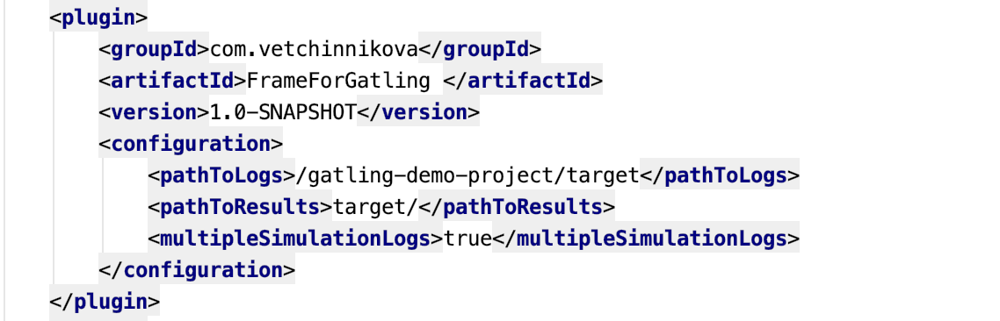 <plugin>
<groupId>com.vetchinnikova</groupId>
<artifactId>FrameForGatling </artifactId>
<version>1.0-SNAPSHOT</version>
<configuration>
<pathToLogs>/gatling-demo-project/target</pathToLogs>
<pathToResults>target/</pathToResults>
<multipleSimulationLogs>true</multipleSimulationLogs>
</configuration>
</plugin>